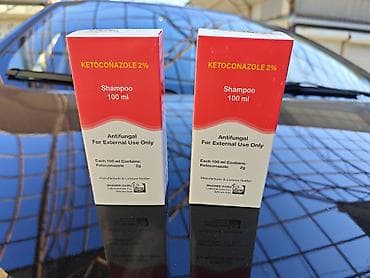 KETOCONAZOLE 2%
Shampoo
100 ml
Antifungal
For External Use Only
Each 100 ml Contains:
Ketoconazole 2g
KETOCONAZOLE 2%
Shampoo
100 ml
Antifungal
For External Use Only
Each 100 ml Contains:
Ketoconazole 2g